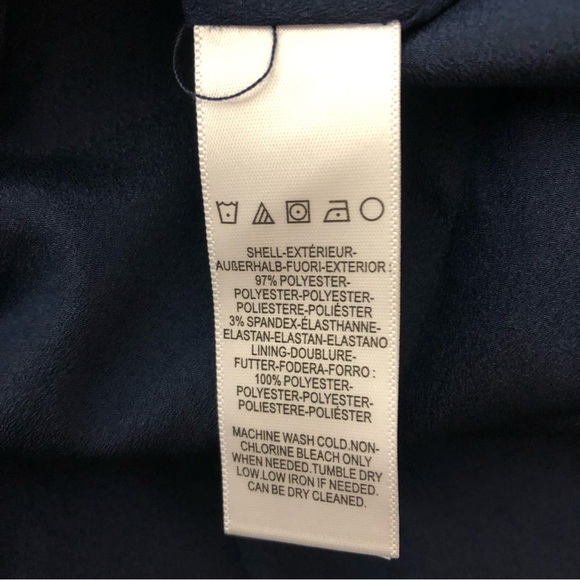 SHELL-EXTÉRIEUR-
AUßERHALB-FUORI-EXTERIOR :
97% POLYESTER-
POLYESTER-POLYESTER-
POLIESTERE-POLIÉSTER
3% SPANDEX-ÉLASTHANNE-
ELASTAN-ELASTAN-ELASTANO
LINING-DOUBLURE-
FUTTER-FODERA-FORRO :
100% POLYESTER-
POLYESTER-POLYESTER-
POLIESTERE-POLIÉSTER
MACHINE WASH COLD.NON-
CHLORINE BLEACH ONLY
WHEN NEEDED.TUMBLE DRY
LOW.LOW IRON IF NEEDED.
CAN BE DRY CLEANED.